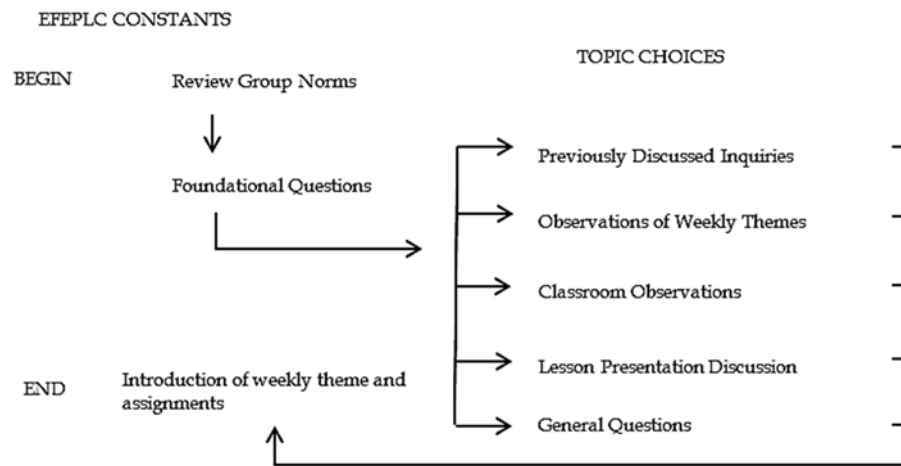 EFEPLC CONSTANTS
TOPIC CHOICES
BEGIN
Review Group Norms
Previously Discussed Inquiries
Foundational Questions
Observations of Weekly Themes
Classroom Observations
Lesson Presentation Discussion
END
Introduction of weekly theme and
assignments
General Questions